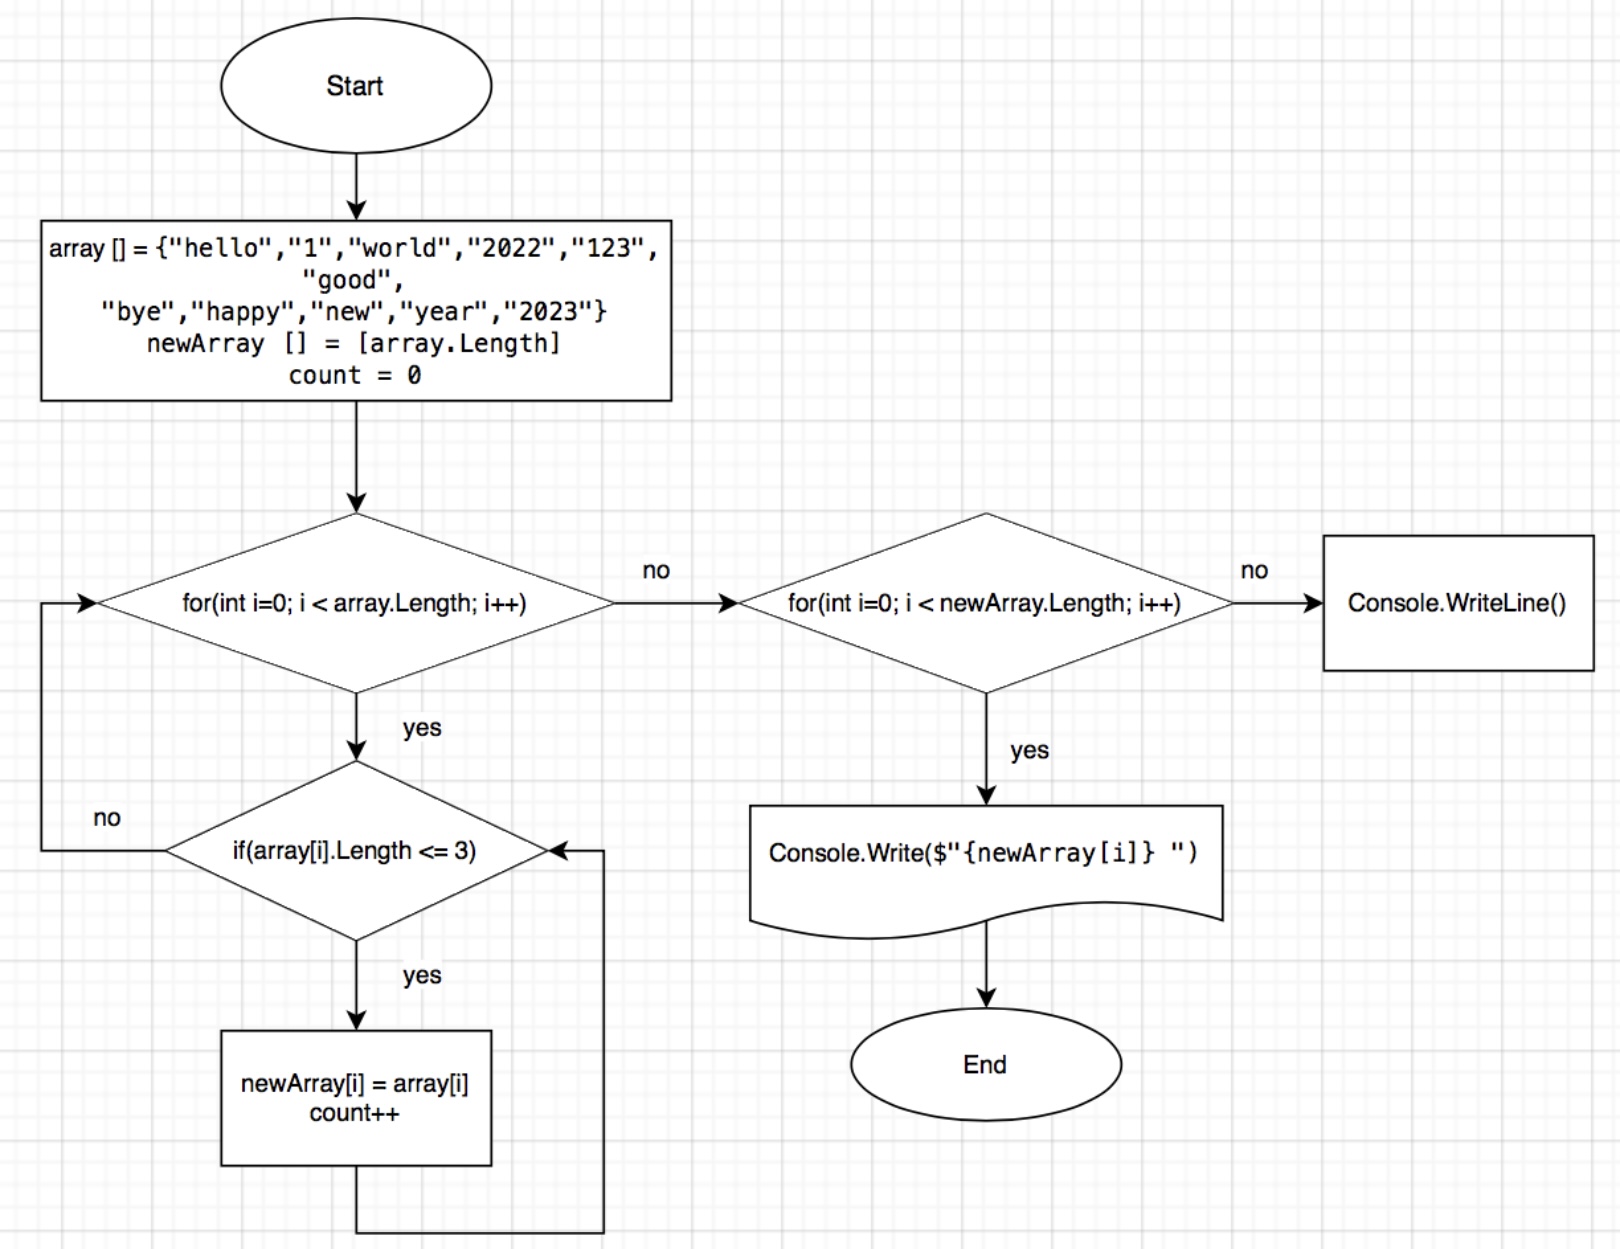 Start
array [] = {"hello","1","world","2022","123",
"good",
"bye","happy","new","year","2023"}
newArray [] = [array.Length]
count = 0
for(int i=0; i < array.Length; i++)
no
for(int i=0; i < newArray.Length; i++)
no
Console.WriteLine()
yes
yes
no
if(array[i].Length <= 3)
Console.Write($"{newArray[i]} ")
yes
newArray[i] = array[i]
count++
End